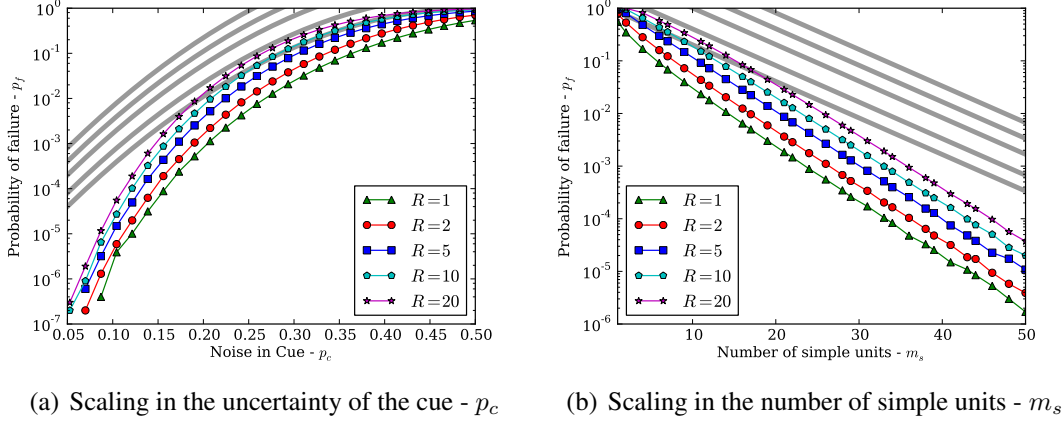 10^0
10^-1
10^-2
10^-3
10^-4
10^-5
10^-6
10^-7
Probability of failure - p_f
0.05 0.10 0.15 0.20 0.25 0.30 0.35 0.40 0.45 0.50
Noise in Cue - p_c
R=1
R=2
R=5
R=10
R=20
(a) Scaling in the uncertainty of the cue - p_c
10^0
10^-1
10^-2
10^-3
10^-4
10^-5
10^-6
Probability of failure - p_f
10 20 30 40 50
Number of simple units - m_s
R=1
R=2
R=5
R=10
R=20
(b) Scaling in the number of simple units - m_s